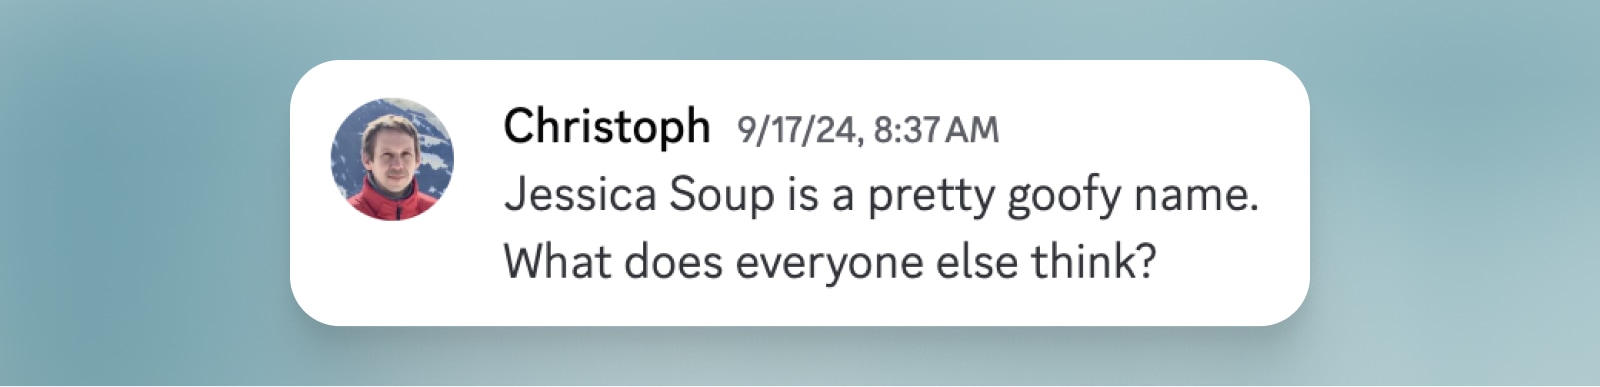 Christoph 9/17/24, 8:37 AM
Jessica Soup is a pretty goofy name.
What does everyone else think?